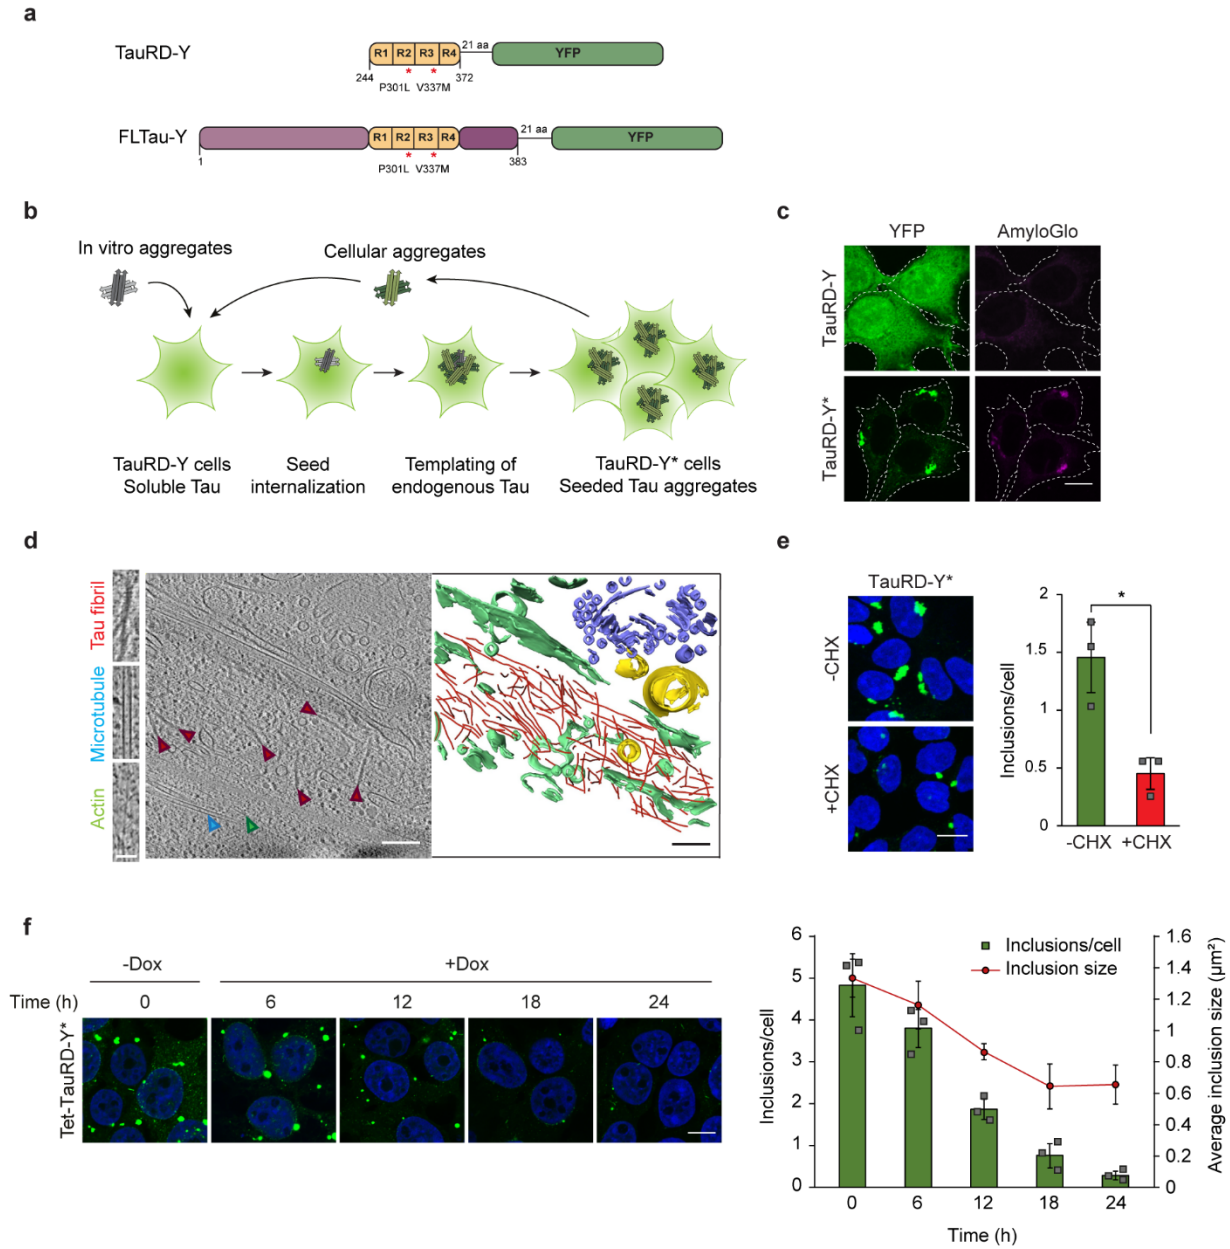 a
TauRD-Y
R1 R2 R3 R4
21 aa
YFP
244
372
* *
P301L V337M
FLTau-Y
R1 R2 R3 R4
21 aa
YFP
1
383
* *
P301L V337M
b
In vitro aggregates
Cellular aggregates
TauRD-Y cells
Soluble Tau
Seed
internalization
Templating of
endogenous Tau
TauRD-Y* cells
Seeded Tau aggregates
c
YFP
AmyloGlo
TauRD-Y
TauRD-Y*
d
Tau fibril
Microtubule
Actin
e
TauRD-Y*
-CHX
+CHX
Inclusions/cell
2
1.5
1
0.5
0
*
-CHX +CHX
f
-Dox
+Dox
Time (h)
0
6
12
18
24
Tet-TauRD-Y*
Inclusions/cell
6
5
4
3
2
1
0
Inclusions/cell
Inclusion size
1.6
1.4
1.2
1
0.8
0.6
0.4
0.2
0
Average inclusion size (μm²)
0 6 12 18 24
Time (h)